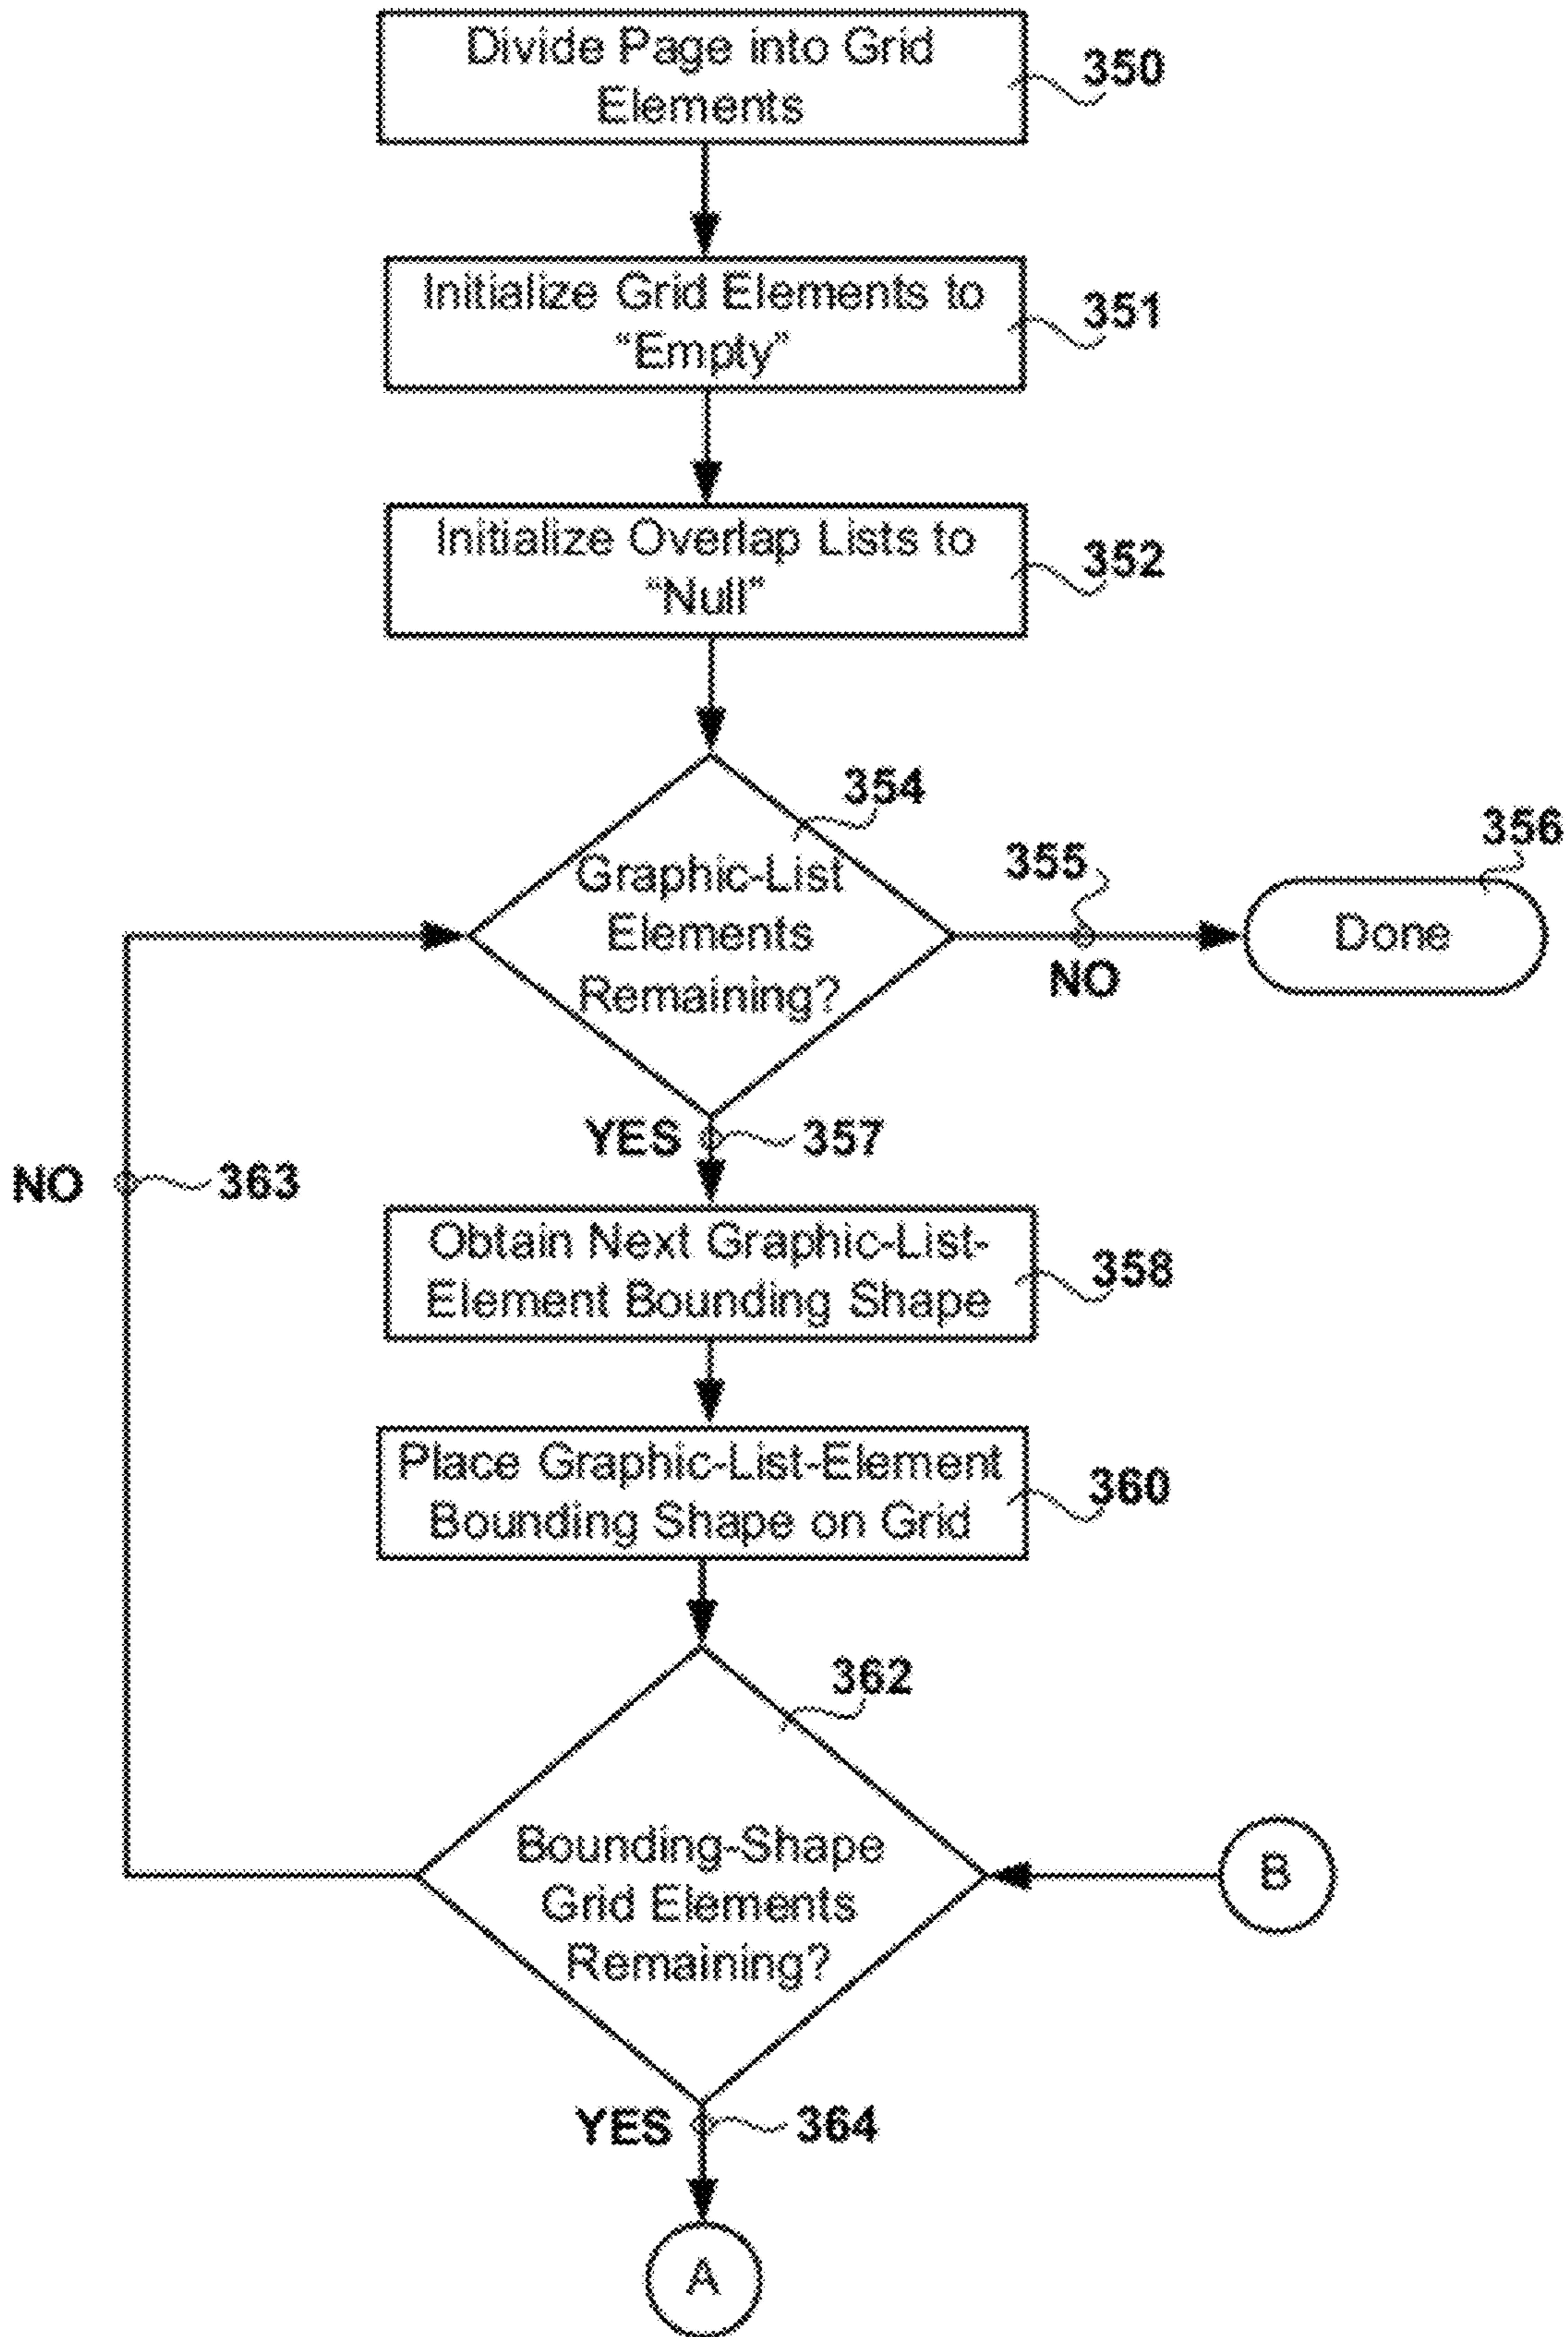 Divide Page into Grid
Elements
350
Initialize Grid Elements to
“Empty”
351
Initialize Overlap Lists to
“Null”
352
354
Graphic-List
Elements
Remaining?
355
NO
356
Done
YES
357
NO
363
Obtain Next Graphic-List-
Element Bounding Shape
358
Place Graphic-List-Element
Bounding Shape on Grid
360
362
Bounding-Shape
Grid Elements
Remaining?
B
YES
364
A